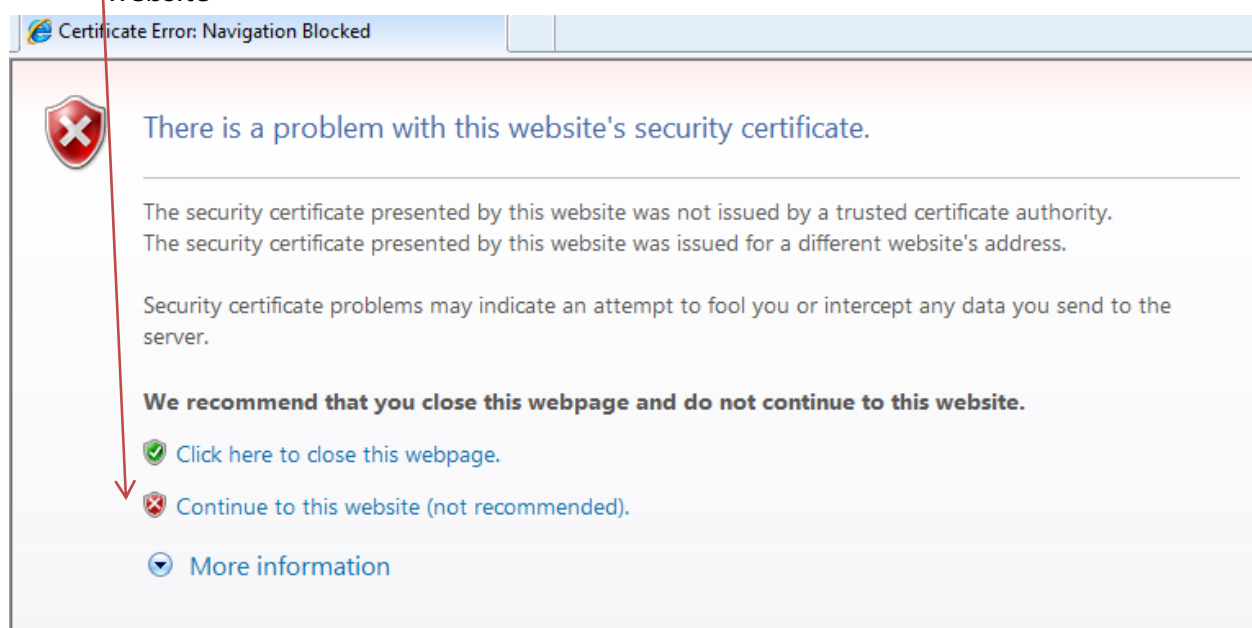 website
Certificate Error: Navigation Blocked
There is a problem with this website's security certificate.
The security certificate presented by this website was not issued by a trusted certificate authority.
The security certificate presented by this website was issued for a different website's address.
Security certificate problems may indicate an attempt to fool you or intercept any data you send to the
server.
We recommend that you close this webpage and do not continue to this website.
Click here to close this webpage.
Continue to this website (not recommended).
More information